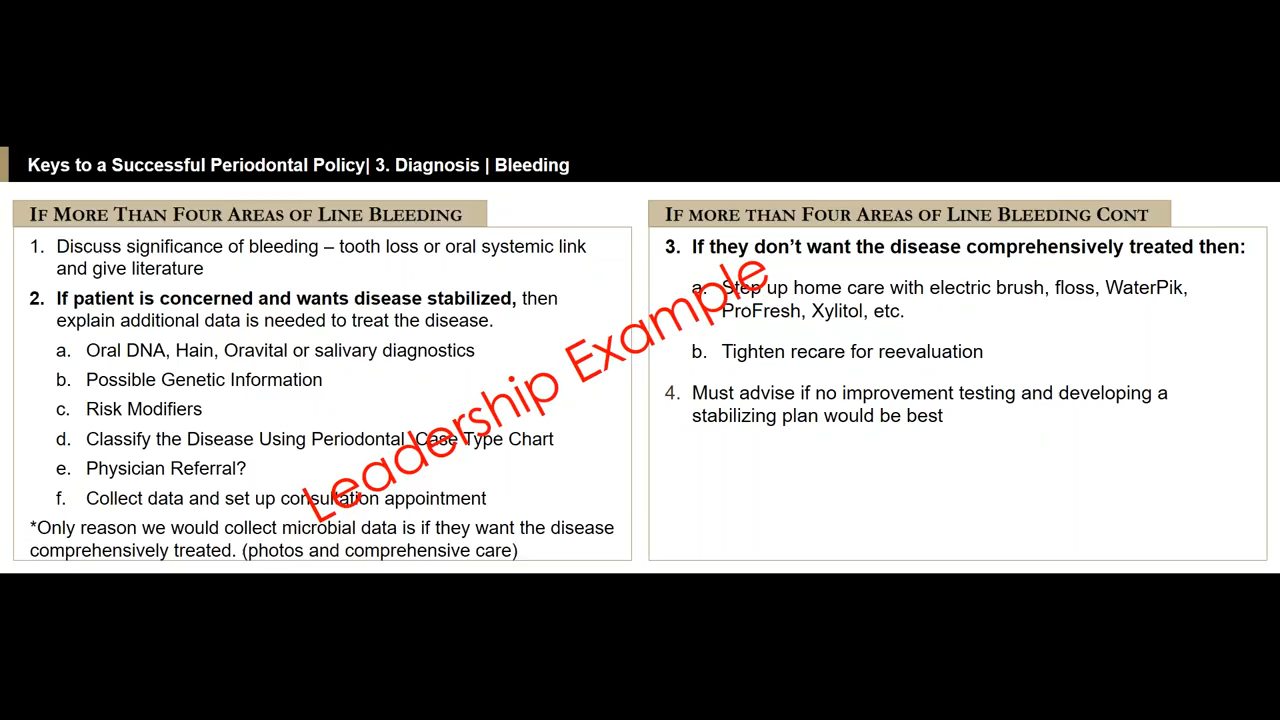 Keys to a Successful Periodontal Policy| 3. Diagnosis | Bleeding
IF MORE THAN FOUR AREAS OF LINE BLEEDING
1. Discuss significance of bleeding – tooth loss or oral systemic link
and give literature
2. If patient is concerned and wants disease stabilized, then
explain additional data is needed to treat the disease.
a. Oral DNA, Hain, Oravital or salivary diagnostics
b. Possible Genetic Information
c. Risk Modifiers
d. Classify the Disease Using Periodontal Case Type Chart
e. Physician Referral?
f. Collect data and set up consultation appointment
*Only reason we would collect microbial data is if they want the disease
comprehensively treated. (photos and comprehensive care)
IF MORE THAN FOUR AREAS OF LINE BLEEDING CONT
3. If they don’t want the disease comprehensively treated then:
a. Step up home care with electric brush, floss, WaterPik,
ProFresh, Xylitol, etc.
b. Tighten recare for reevaluation
4. Must advise if no improvement testing and developing a
stabilizing plan would be best
Leadership Example